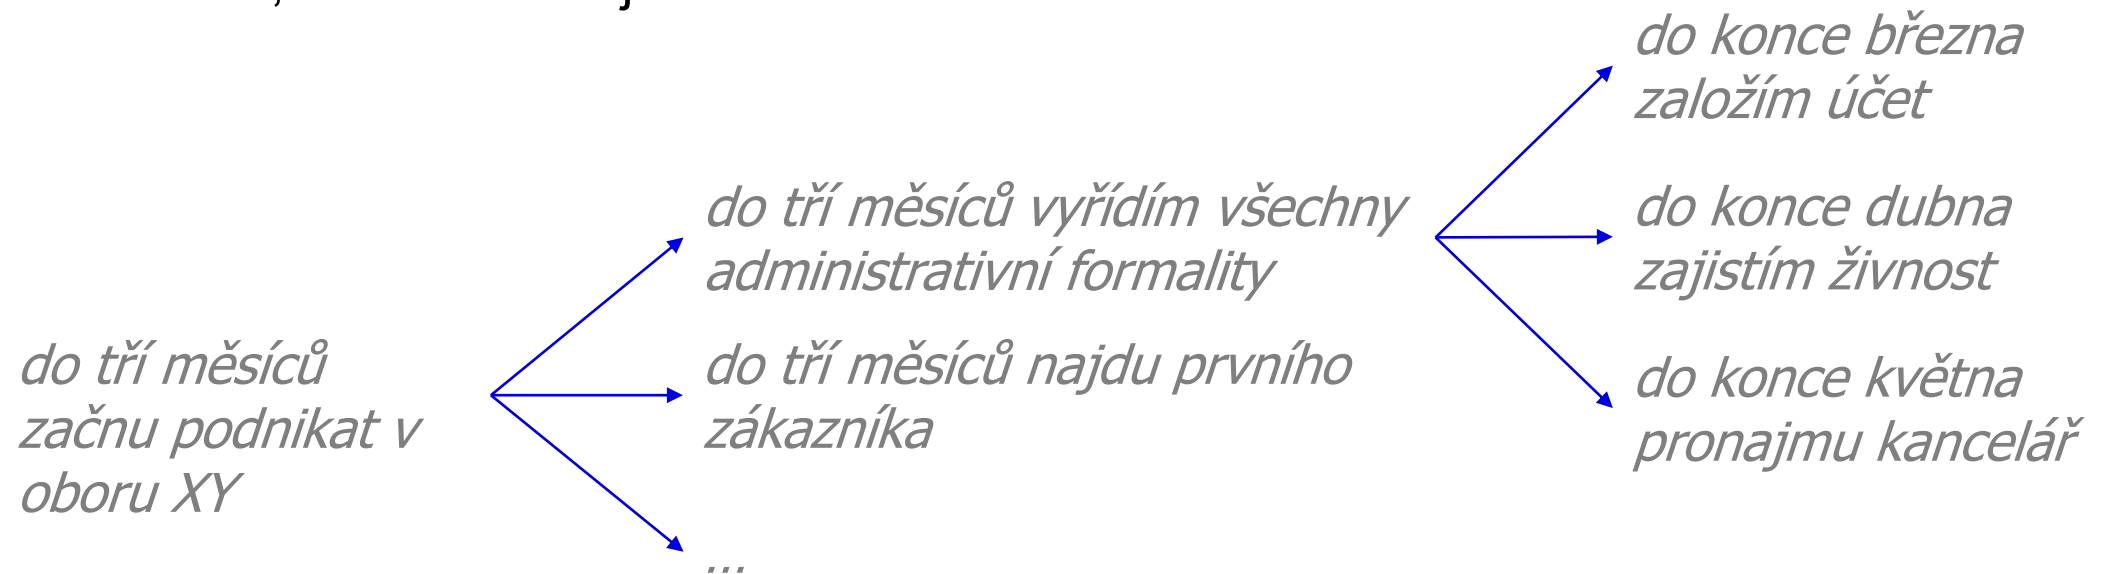 do tří měsíců
začnu podnikat v
oboru XY
do tří měsíců vyřídím všechny
administrativní formality
do tří měsíců najdu prvního
zákazníka
...
do konce března
založím účet
do konce dubna
zajistím živnost
do konce května
pronajmu kancelář